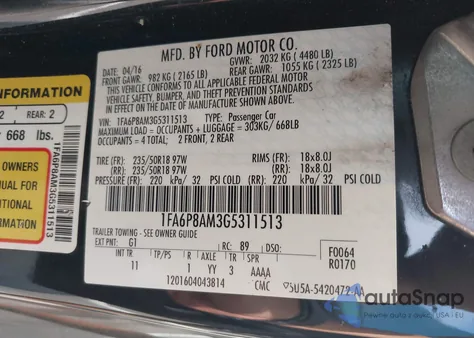 MFD. BY FORD MOTOR CO.
DATE: 04/16 GVWR: 2032 KG ( 4480 LB)
FRONT GAWR: 982 KG ( 2165 LB) REAR GAWR: 1055 KG ( 2325 LB)
THIS VEHICLE CONFORMS TO ALL APPLICABLE FEDERAL MOTOR
VEHICLE SAFETY, BUMPER, AND THEFT PREVENTION STANDARDS
IN EFFECT ON THE DATE OF MANUFACTURE SHOWN ABOVE.
VIN: 1FA6P8AM3G5311513 TYPE: Passenger Car
MAXIMUM LOAD = OCCUPANTS + LUGGAGE = 303KG/668LB
OCCUPANTS = 4 TOTAL: 2 FRONT, 2 REAR
TIRE (FR): 235/50R18 97W RIMS (FR): 18x8.0J
(RR): 235/50R18 97W (RR): 18x8.0J
PRESSURE (FR): 220 kPa/ 32 PSI COLD (RR): 220 kPa/ 32 PSI COLD
1FA6P8AM3G5311513
TRAILER TOWING - SEE OWNER GUIDE
EXT PNT: G1 RC: 89 DSO: F0064
INT TR TP/PS R AXLE TR SPR R0170
11 1 YY 3 AAAA
1201604043814 CMC
INFORMATION
2 REAR: 2
668 lbs.
OWNERS
MANUAL FOR
ADDITIONAL
INFORMATION
1FA6P8AM3G5311513
autoSnap